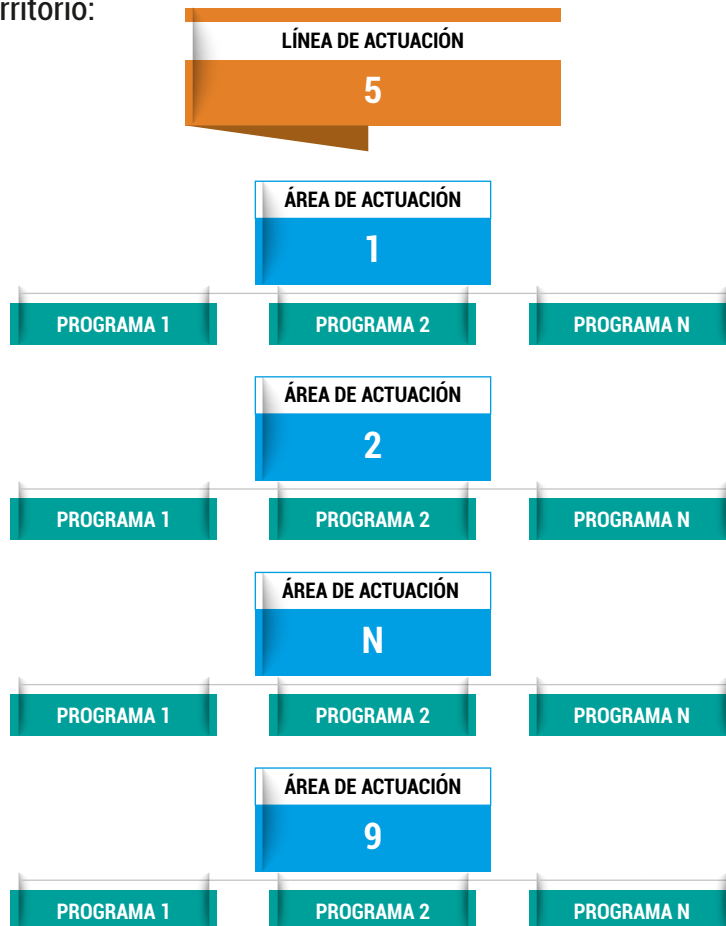 rritorio:
LÍNEA DE ACTUACIÓN
5
ÁREA DE ACTUACIÓN
1
PROGRAMA 1 PROGRAMA 2 PROGRAMA N
ÁREA DE ACTUACIÓN
2
PROGRAMA 1 PROGRAMA 2 PROGRAMA N
ÁREA DE ACTUACIÓN
N
PROGRAMA 1 PROGRAMA 2 PROGRAMA N
ÁREA DE ACTUACIÓN
9
PROGRAMA 1 PROGRAMA 2 PROGRAMA N